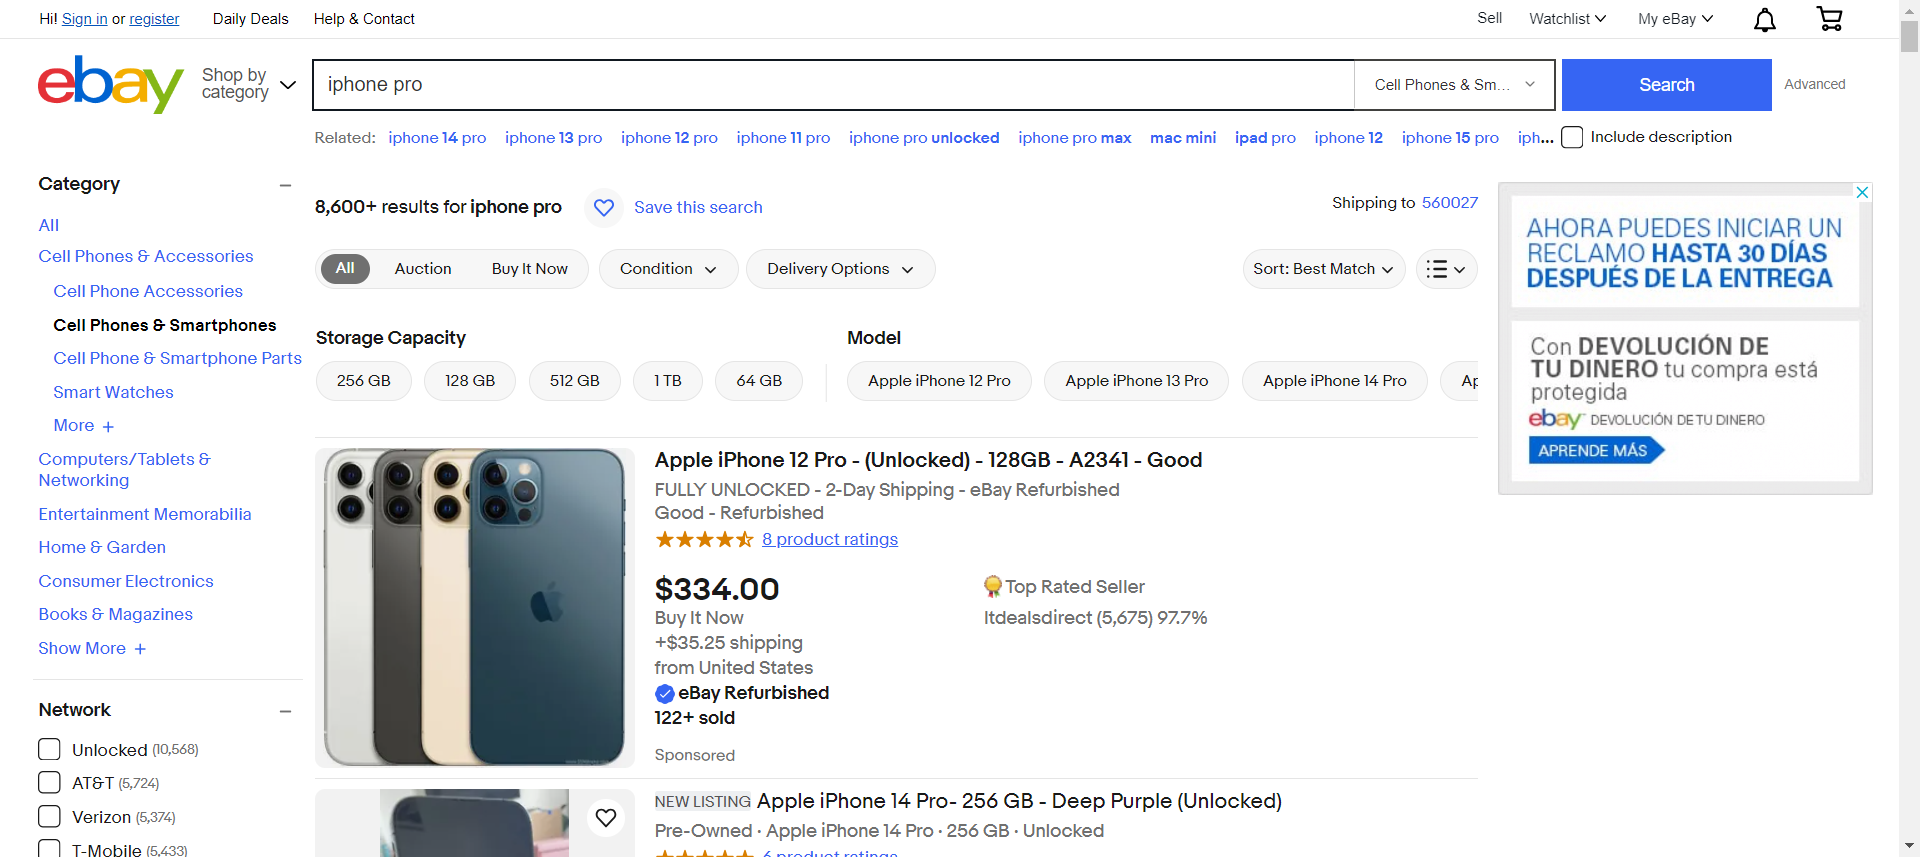 Hi! Sign in or register
Daily Deals
Help & Contact
Sell
Watchlist
My eBay
ebay
Shop by category
iphone pro
Cell Phones & Sm...
Search
Advanced
Related: iphone 14 pro iphone 13 pro iphone 12 pro iphone 11 pro iphone pro unlocked iphone pro max mac mini ipad pro iphone 12 iphone 15 pro iph...
Include description
Category
All
Cell Phones & Accessories
Cell Phone Accessories
Cell Phones & Smartphones
Cell Phone & Smartphone Parts
Smart Watches
More
Computers/Tablets &
Networking
Entertainment Memorabilia
Home & Garden
Consumer Electronics
Books & Magazines
Show More
Network
Unlocked (10,568)
AT&T (5,724)
Verizon (5,374)
T-Mobile (5,433)
8,600+ results for iphone pro
Save this search
Shipping to 560027
All
Auction
Buy It Now
Condition
Delivery Options
Sort: Best Match
Storage Capacity
256 GB
128 GB
512 GB
1 TB
64 GB
Model
Apple iPhone 12 Pro
Apple iPhone 13 Pro
Apple iPhone 14 Pro
Ap
Apple iPhone 12 Pro - (Unlocked) - 128GB - A2341 - Good
FULLY UNLOCKED - 2-Day Shipping - eBay Refurbished
Good - Refurbished
8 product ratings
$334.00
Buy It Now
+$35.25 shipping
from United States
eBay Refurbished
122+ sold
Sponsored
Top Rated Seller
Itdealsdirect (5,675) 97.7%
NEW LISTING Apple iPhone 14 Pro- 256 GB - Deep Purple (Unlocked)
Pre-Owned · Apple iPhone 14 Pro · 256 GB · Unlocked
6 product ratings
AHORA PUEDES INICIAR UN
RECLAMO HASTA 30 DÍAS
DESPUÉS DE LA ENTREGA
Con DEVOLUCIÓN DE
TU DINERO tu compra está
protegida
ebay DEVOLUCIÓN DE TU DINERO
APRENDE MÁS